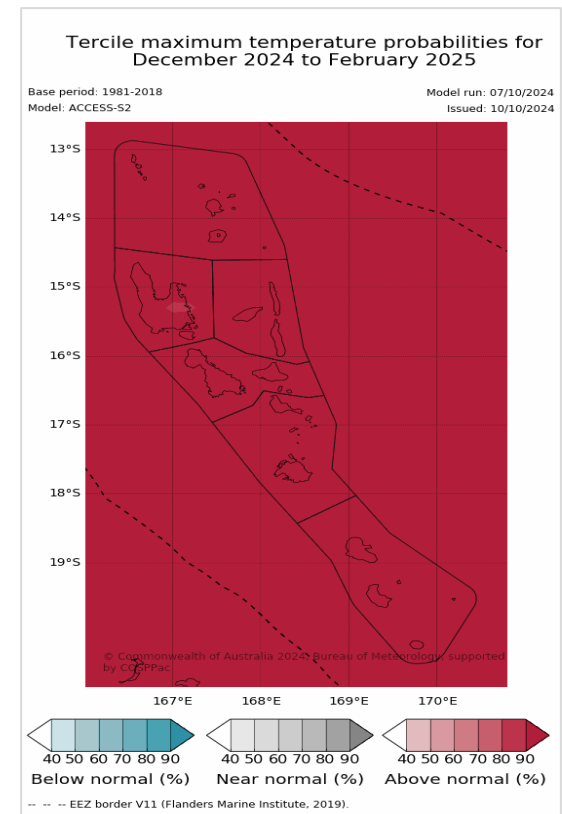 Tercile maximum temperature probabilities for
December 2024 to February 2025
Base period: 1981-2018
Model: ACCESS-S2
Model run: 07/10/2024
Issued: 10/10/2024
13°S
14°S
15°S
16°S
17°S
18°S
19°S
© Commonwealth of Australia 2024, Bureau of Meteorology, supported
by COSPPac
167°E 168°E 169°E 170°E
40 50 60 70 80 90 40 50 60 70 80 90 40 50 60 70 80 90
Below normal (%) Near normal (%) Above normal (%)
-- -- -- EEZ border V11 (Flanders Marine Institute, 2019).